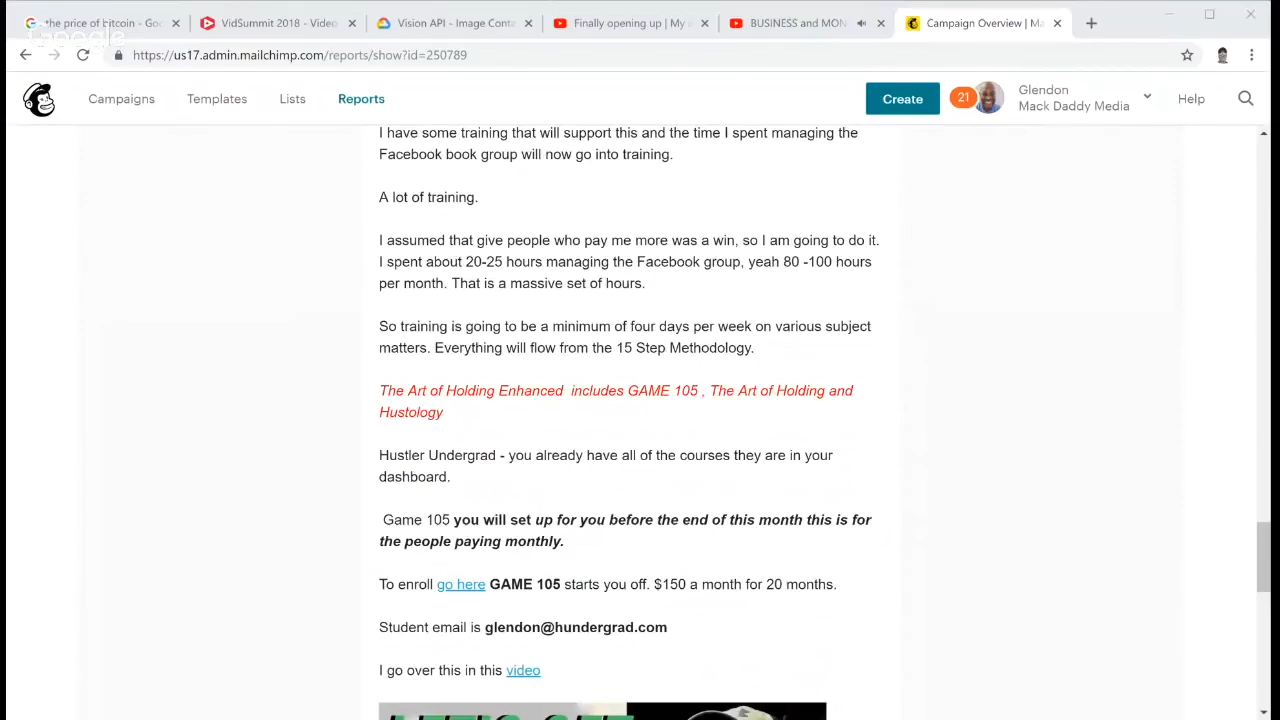 the price of bitcoin - Goo
VidSummit 2018 - Video
Vision API - Image Conta
Finally opening up | My
BUSINESS and MON
Campaign Overview | Ma
Google
https://us17.admin.mailchimp.com/reports/show?id=250789
Campaigns
Templates
Lists
Reports
Create
21
Glendon
Mack Daddy Media
Help
I have some training that will support this and the time I spent managing the
Facebook book group will now go into training.
A lot of training.
I assumed that give people who pay me more was a win, so I am going to do it.
I spent about 20-25 hours managing the Facebook group, yeah 80 -100 hours
per month. That is a massive set of hours.
So training is going to be a minimum of four days per week on various subject
matters. Everything will flow from the 15 Step Methodology.
The Art of Holding Enhanced includes GAME 105 , The Art of Holding and
Hustology
Hustler Undergrad - you already have all of the courses they are in your
dashboard.
Game 105 you will set up for you before the end of this month this is for
the people paying monthly.
To enroll go here GAME 105 starts you off. $150 a month for 20 months.
Student email is glendon@hundergrad.com
I go over this in this video
LET'S GET